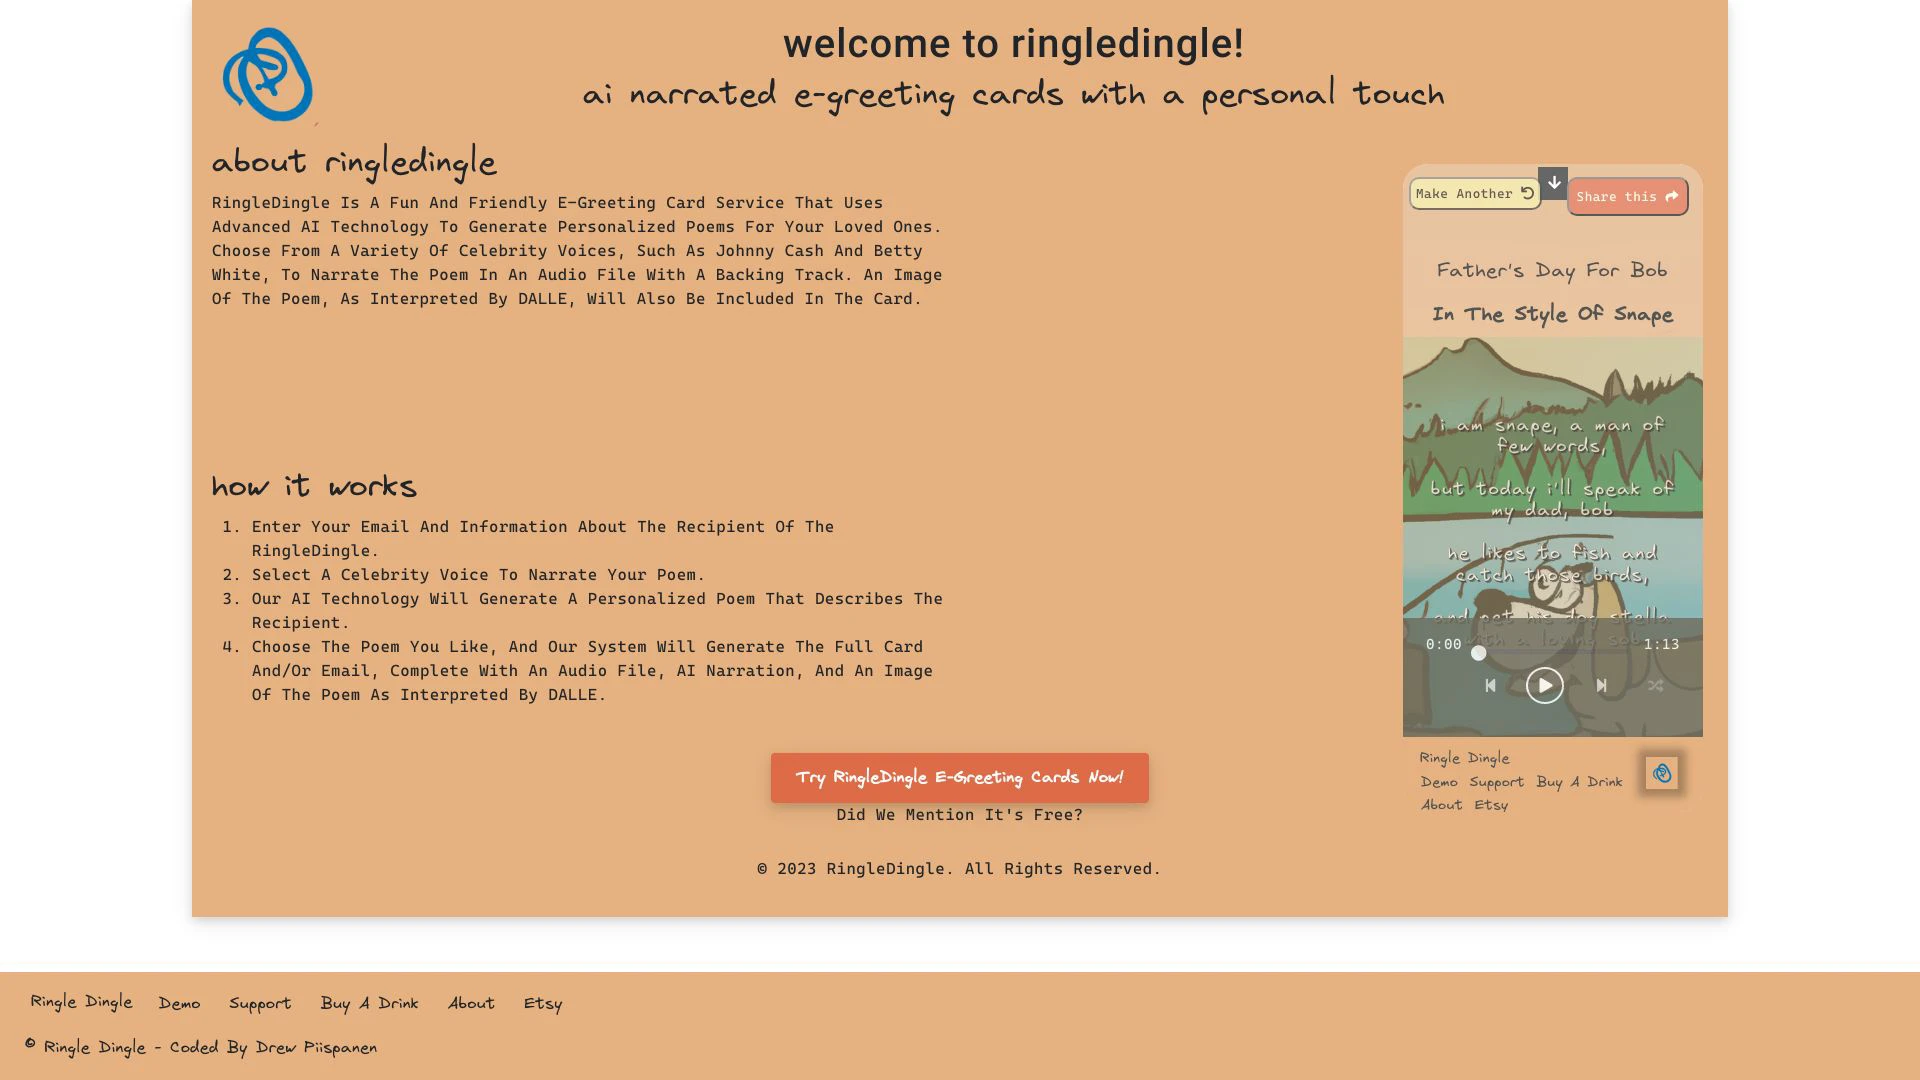 welcome to ringledingle!
ai narrated e-greeting cards with a personal touch
about ringledingle
RingleDingle Is A Fun And Friendly E-Greeting Card Service That Uses
Advanced AI Technology To Generate Personalized Poems For Your Loved Ones.
Choose From A Variety Of Celebrity Voices, Such As Johnny Cash And Betty
White, To Narrate The Poem In An Audio File With A Backing Track. An Image
Of The Poem, As Interpreted By DALLE, Will Also Be Included In The Card.
how it works
1. Enter Your Email And Information About The Recipient Of The
RingleDingle.
2. Select A Celebrity Voice To Narrate Your Poem.
3. Our AI Technology Will Generate A Personalized Poem That Describes The
Recipient.
4. Choose The Poem You Like, And Our System Will Generate The Full Card
And/Or Email, Complete With An Audio File, AI Narration, And An Image
Of The Poem As Interpreted By DALLE.
Make Another
Share this
Father's Day For Bob
In The Style Of Snape
i am snape, a man of
few words,
but today i'll speak of
my dad, bob
he likes to fish and
catch those birds,
and pet his dog stella
with a loving sob
0:00
1:13
Ringle Dingle
Demo Support Buy A Drink
About Etsy
Try RingleDingle E-Greeting Cards Now!
Did We Mention It's Free?
© 2023 RingleDingle. All Rights Reserved.
Ringle Dingle Demo Support Buy A Drink About Etsy
© Ringle Dingle - Coded By Drew Piispanen